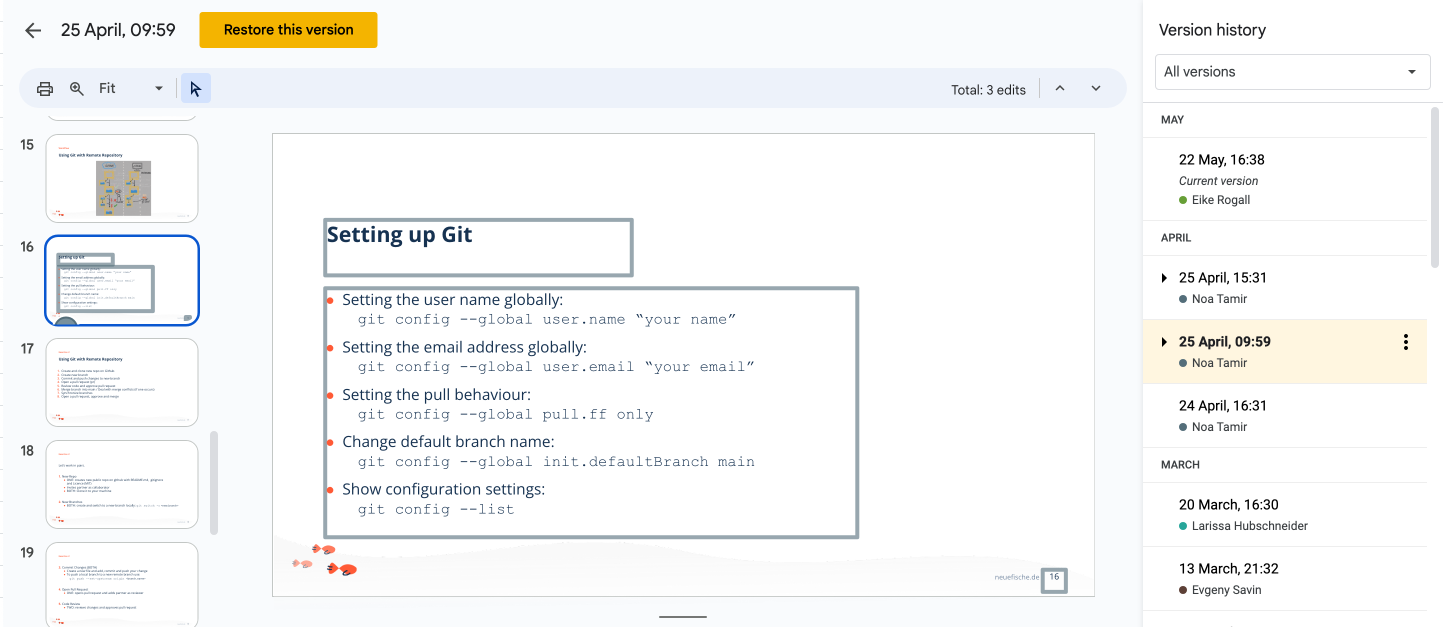 25 April, 09:59
Restore this version
Fit
Total: 3 edits
15
Using Git with Remote Repository
16
Setting up Git
17
Using Git with Remote Repository
18
19
Setting up Git
Setting the user name globally:
git config --global user.name “your name”
Setting the email address globally:
git config --global user.email “your email”
Setting the pull behaviour:
git config --global pull.ff only
Change default branch name:
git config --global init.defaultBranch main
Show configuration settings:
git config --list
neuefische.de
16
Version history
All versions
MAY
22 May, 16:38
Current version
Eike Rogall
APRIL
25 April, 15:31
Noa Tamir
25 April, 09:59
Noa Tamir
24 April, 16:31
Noa Tamir
MARCH
20 March, 16:30
Larissa Hubschneider
13 March, 21:32
Evgeny Savin